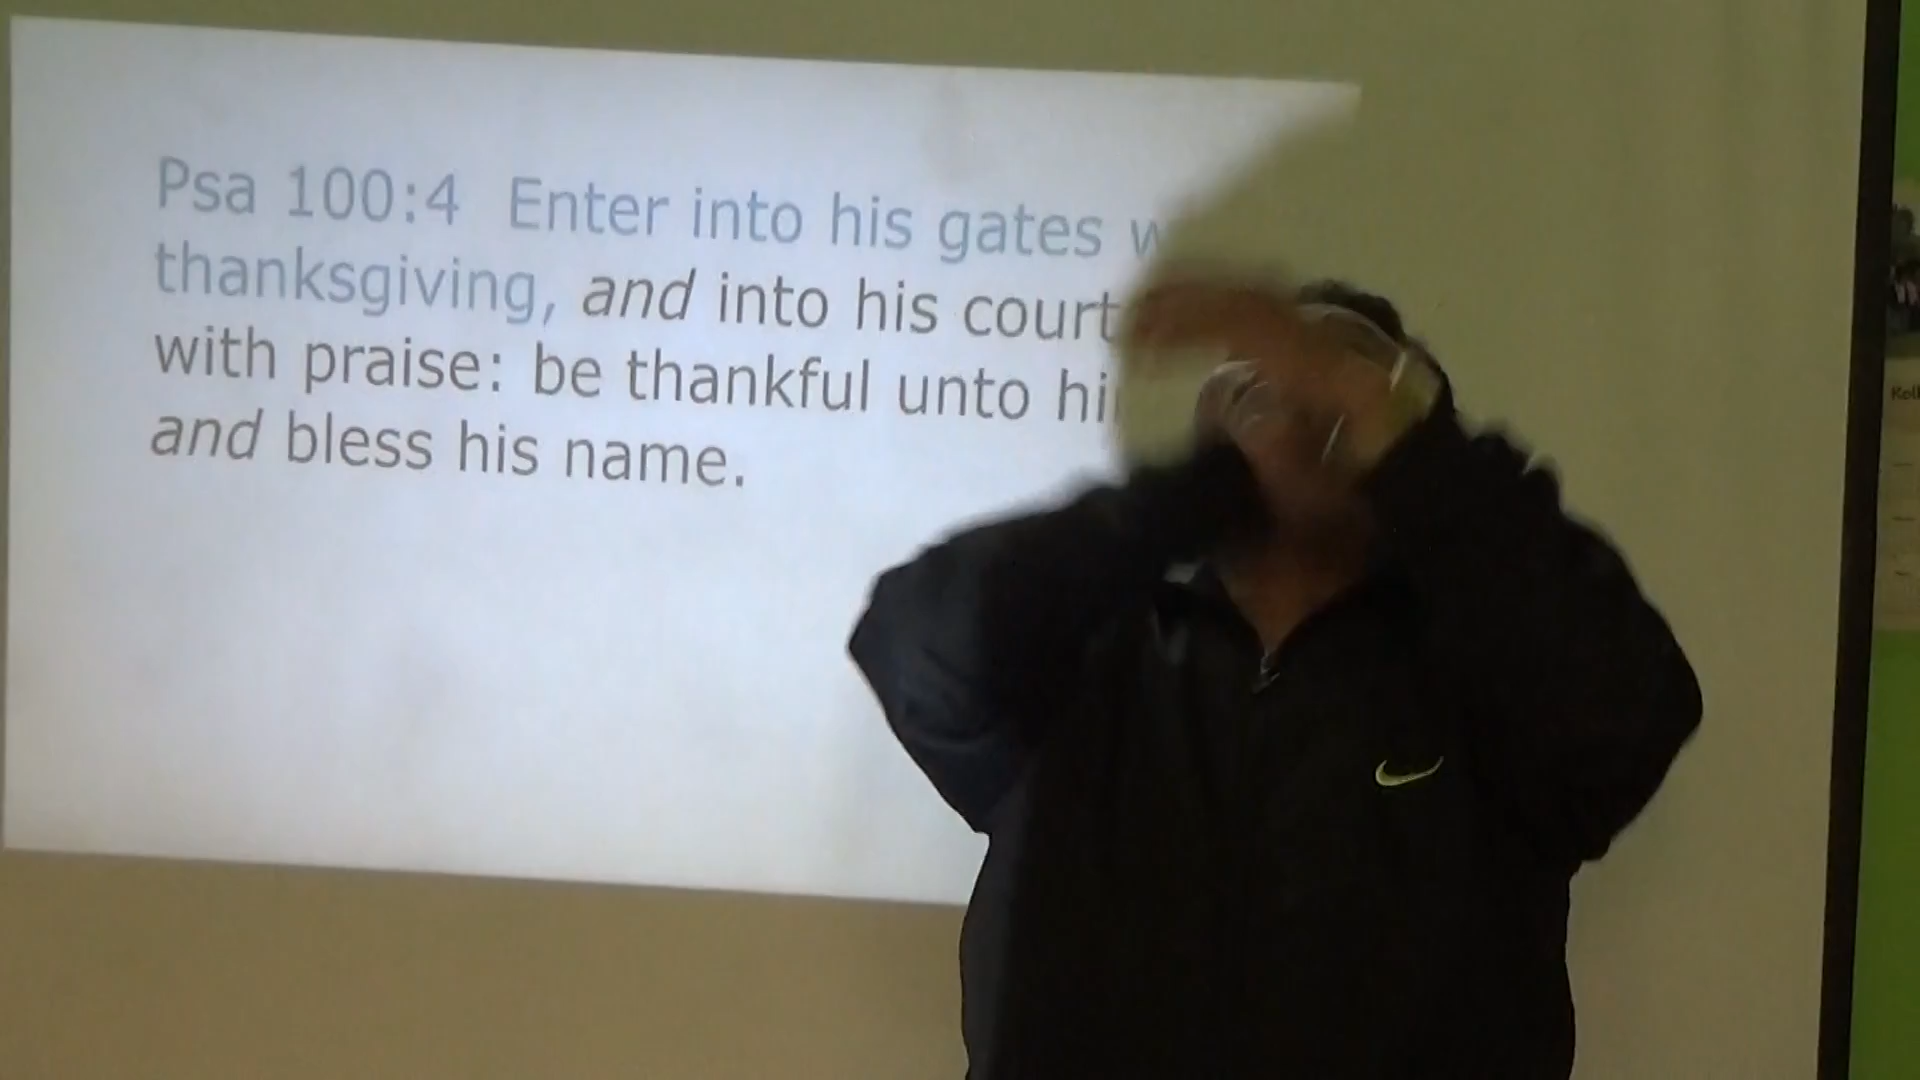 Psa 100:4 Enter into his gates w
thanksgiving, and into his court
with praise: be thankful unto hi
and bless his name.